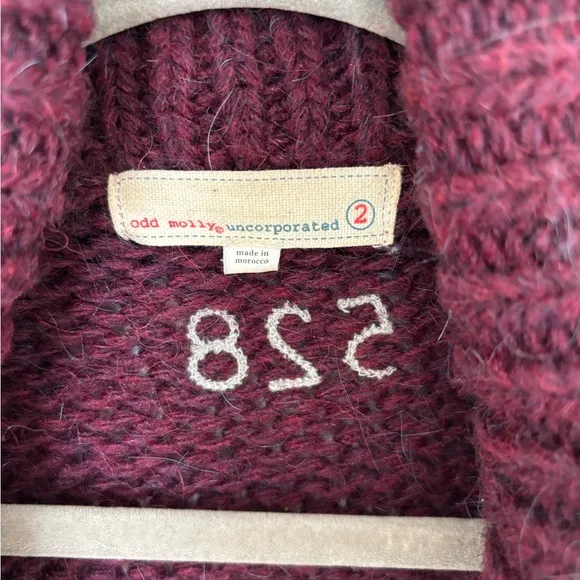 odd molly© uncorporated 2
made in
morocco
528